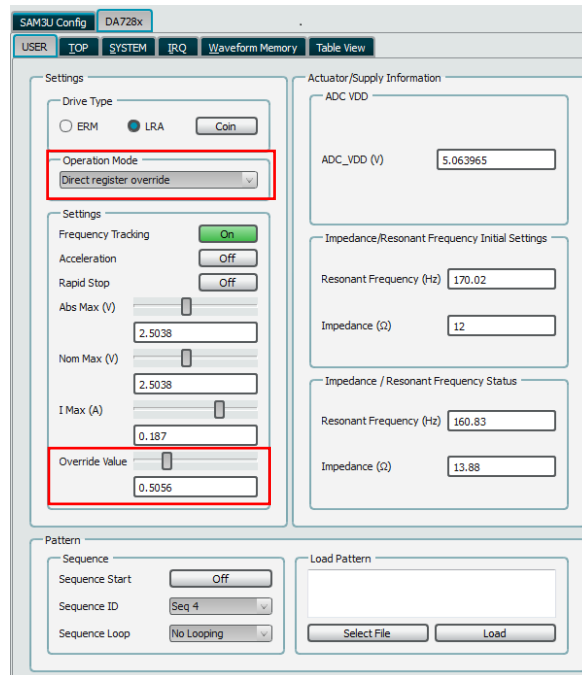 SAM3U Config DA728x
USER TOP SYSTEM IRQ Waveform Memory Table View
Settings
Drive Type
ERM LRA Coin
Operation Mode
Direct register override
Settings
Frequency Tracking On
Acceleration Off
Rapid Stop Off
Abs Max (V)
2.5038
Nom Max (V)
2.5038
I Max (A)
0.187
Override Value
0.5056
Actuator/Supply Information
ADC VDD
ADC_VDD (V) 5.063965
Impedance/Resonant Frequency Initial Settings
Resonant Frequency (Hz) 170.02
Impedance (Ω) 12
Impedance / Resonant Frequency Status
Resonant Frequency (Hz) 160.83
Impedance (Ω) 13.88
Pattern
Sequence
Sequence Start Off
Sequence ID Seq 4
Sequence Loop No Looping
Load Pattern
Select File Load